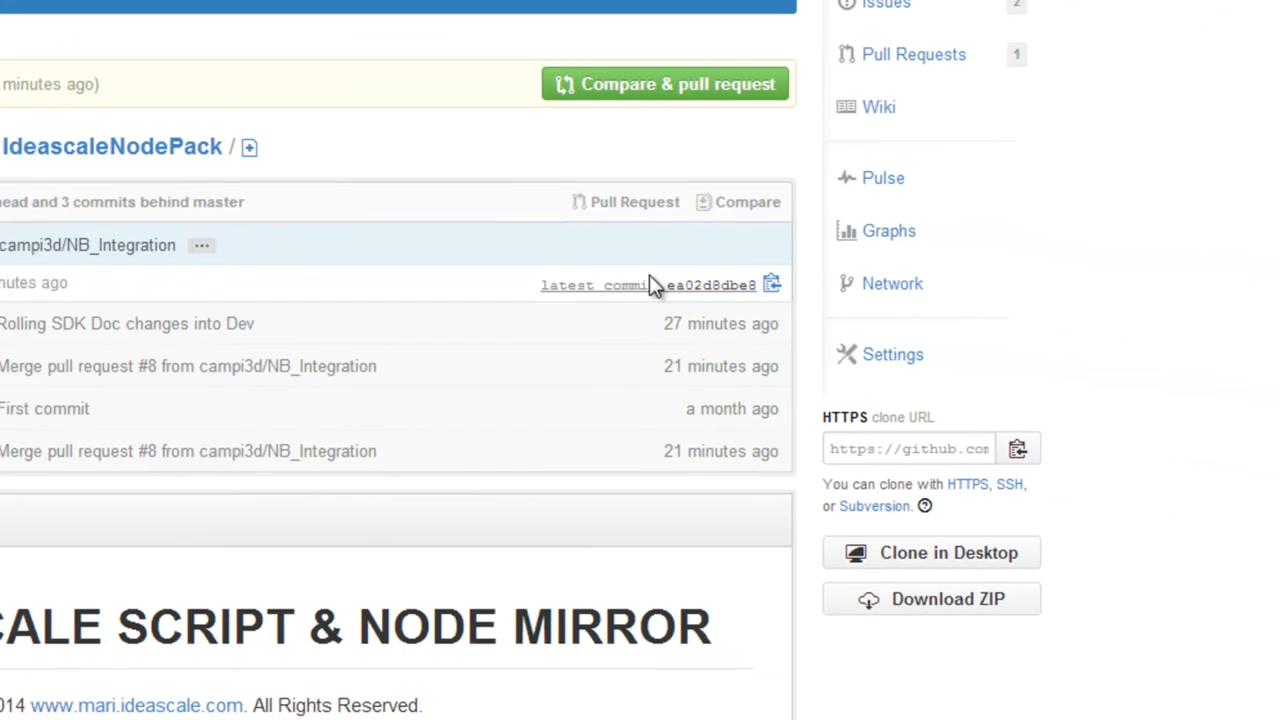 Issues 2
Pull Requests 1
minutes ago)
Compare & pull request
Wiki
IdeascaleNodePack / 
Pulse
ead and 3 commits behind master
Pull Request
Compare
Graphs
campi3d/NB_Integration ...
nutes ago
latest commi ea02d8dbe8
Network
Rolling SDK Doc changes into Dev
27 minutes ago
Settings
Merge pull request #8 from campi3d/NB_Integration
21 minutes ago
First commit
a month ago
HTTPS clone URL
https://github.com
Merge pull request #8 from campi3d/NB_Integration
21 minutes ago
You can clone with HTTPS, SSH,
or Subversion.
Clone in Desktop
Download ZIP
CALE SCRIPT & NODE MIRROR
014 www.mari.ideascale.com. All Rights Reserved.